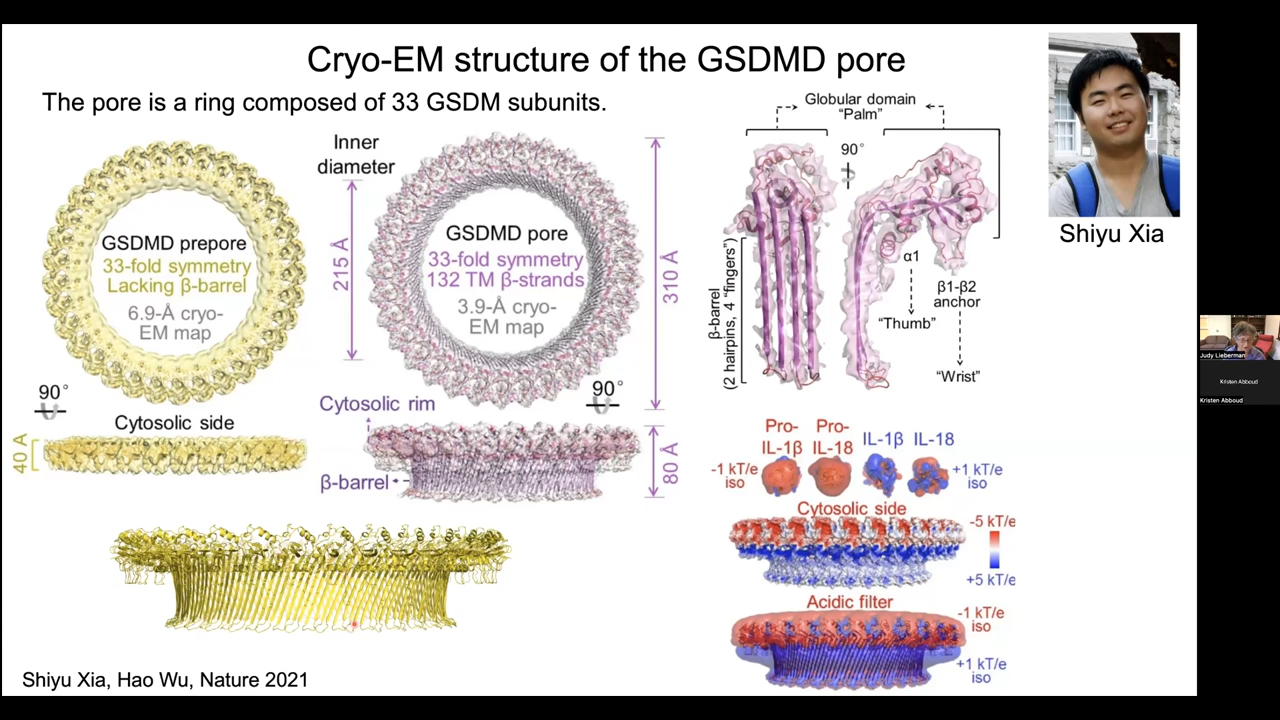 Cryo-EM structure of the GSDMD pore
The pore is a ring composed of 33 GSDM subunits.
GSDMD prepore
33-fold symmetry
Lacking β-barrel
6.9-Å cryo-
EM map
90°
Cytosolic side
40 Å
Inner
diameter
215 Å
GSDMD pore
33-fold symmetry
132 TM β-strands
3.9-Å cryo-
EM map
310 Å
90°
Cytosolic rim
β-barrel
80 Å
Globular domain
“Palm”
90°
β-barrel
(2 hairpins, 4 “fingers”)
α1
“Thumb”
β1-β2
anchor
“Wrist”
Pro-
IL-1β
Pro-
IL-18
IL-1β
IL-18
-1 kT/e
iso
+1 kT/e
iso
Cytosolic side
-5 kT/e
+5 kT/e
Acidic filter
-1 kT/e
iso
+1 kT/e
iso
Shiyu Xia
Shiyu Xia, Hao Wu, Nature 2021
Judy Lieberman
Kristen Abboud
Kristen Abboud